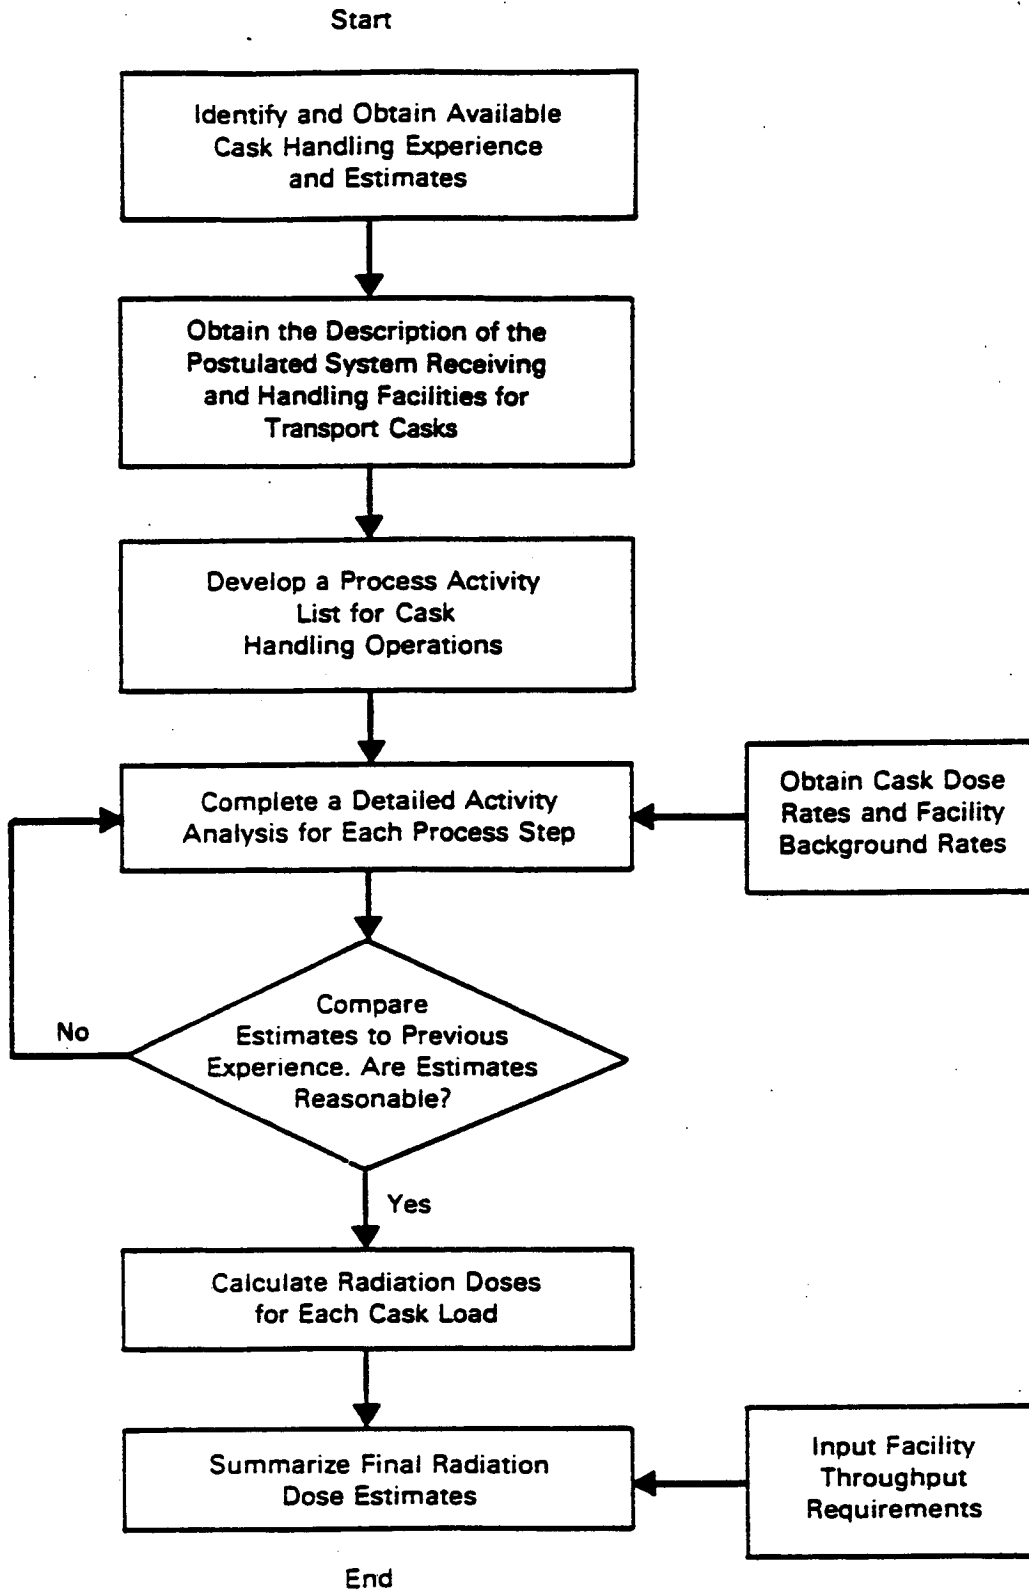 Start
Identify and Obtain Available
Cask Handling Experience
and Estimates
Obtain the Description of the
Postulated System Receiving
and Handling Facilities for
Transport Casks
Develop a Process Activity
List for Cask
Handling Operations
Complete a Detailed Activity
Analysis for Each Process Step
Obtain Cask Dose
Rates and Facility
Background Rates
Compare
Estimates to Previous
Experience. Are Estimates
Reasonable?
No
Yes
Calculate Radiation Doses
for Each Cask Load
Summarize Final Radiation
Dose Estimates
Input Facility
Throughput
Requirements
End